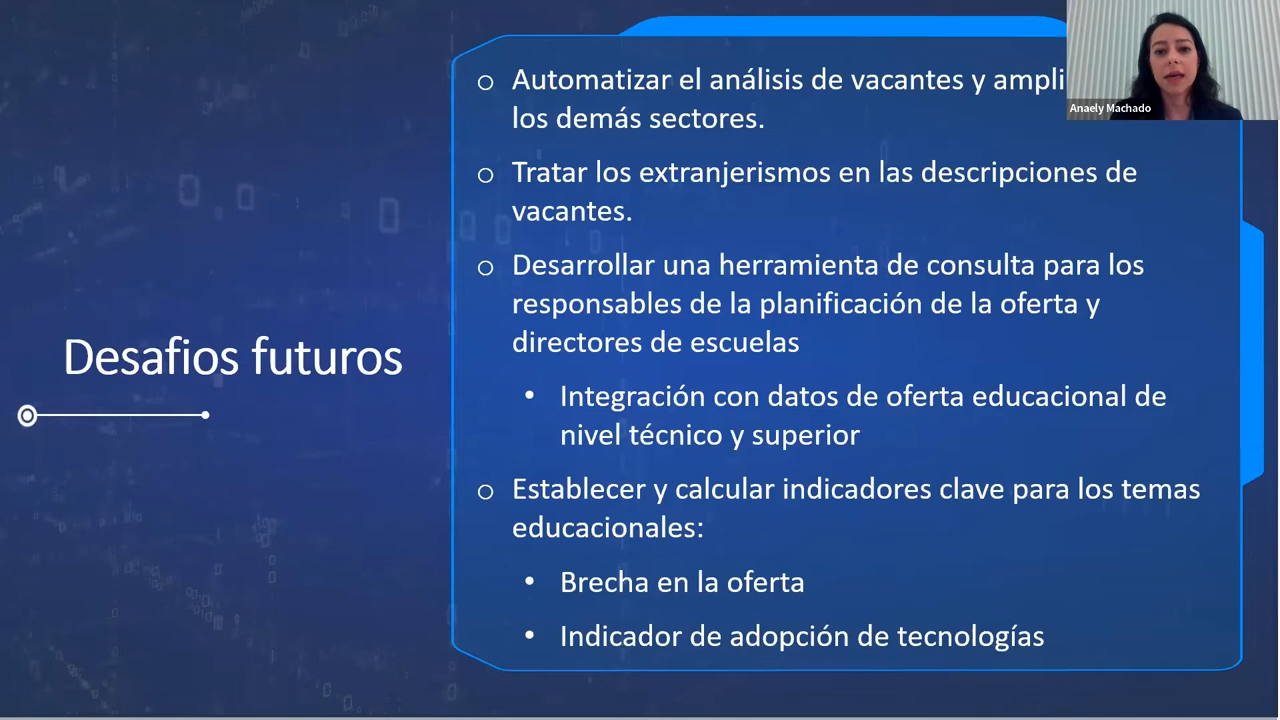 Automatizar el análisis de vacantes y ampli
los demás sectores.
Tratar los extranjerismos en las descripciones de
vacantes.
Desarrollar una herramienta de consulta para los
responsables de la planificación de la oferta y
directores de escuelas
Integración con datos de oferta educacional de
nivel técnico y superior
Establecer y calcular indicadores clave para los temas
educacionales:
Brecha en la oferta
Indicador de adopción de tecnologías
Desafios futuros
Anaely Machado